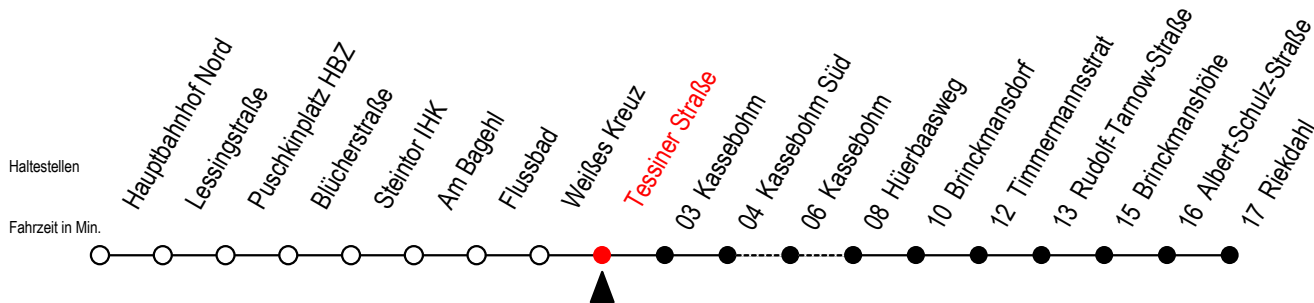 Haltestellen
Fahrzeit in Min.
Hauptbahnhof Nord
Lessingstraße
Puschkinplatz HBZ
Blücherstraße
Steintor IHK
Am Bagehl
Flussbad
Weißes Kreuz
Tessiner Straße
03 Kassebohm
04 Kassebohm Süd
06 Kassebohm
08 Hüerbaasweg
10 Brinckmansdorf
12 Timmermannsstrat
13 Rudolf-Tarnow-Straße
15 Brinckmanshöhe
16 Albert-Schulz-Straße
17 Riekdahl